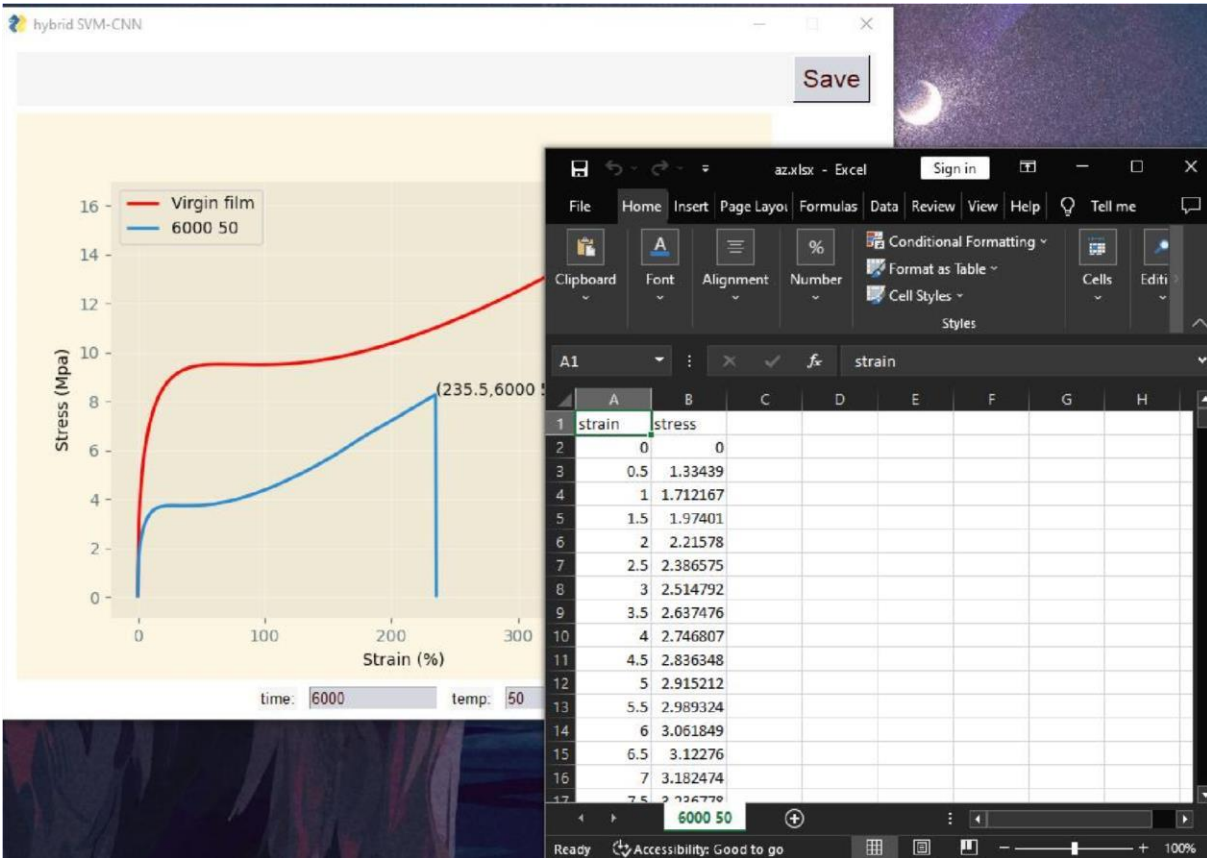 hybrid SVM-CNN
Save
Virgin film
6000 50
16
14
12
10
8
6
4
2
0
Stress (Mpa)
(235.5,6000
0 100 200 300
Strain (%)
time: 6000 temp: 50
az.xlsx - Excel Sign in
File Home Insert Page Layou Formulas Data Review View Help Tell me
Clipboard Font Alignment Number
Conditional Formatting
Format as Table
Cell Styles
Styles
Cells Editi
A1 fx strain
A B C D E F G H
1 strain stress
2 0 0
3 0.5 1.33439
4 1 1.712167
5 1.5 1.97401
6 2 2.21578
7 2.5 2.386575
8 3 2.514792
9 3.5 2.637476
10 4 2.746807
11 4.5 2.836348
12 5 2.915212
13 5.5 2.989324
14 6 3.061849
15 6.5 3.12276
16 7 3.182474
17 7.5 3.236778
6000 50
Ready Accessibility: Good to go 100%